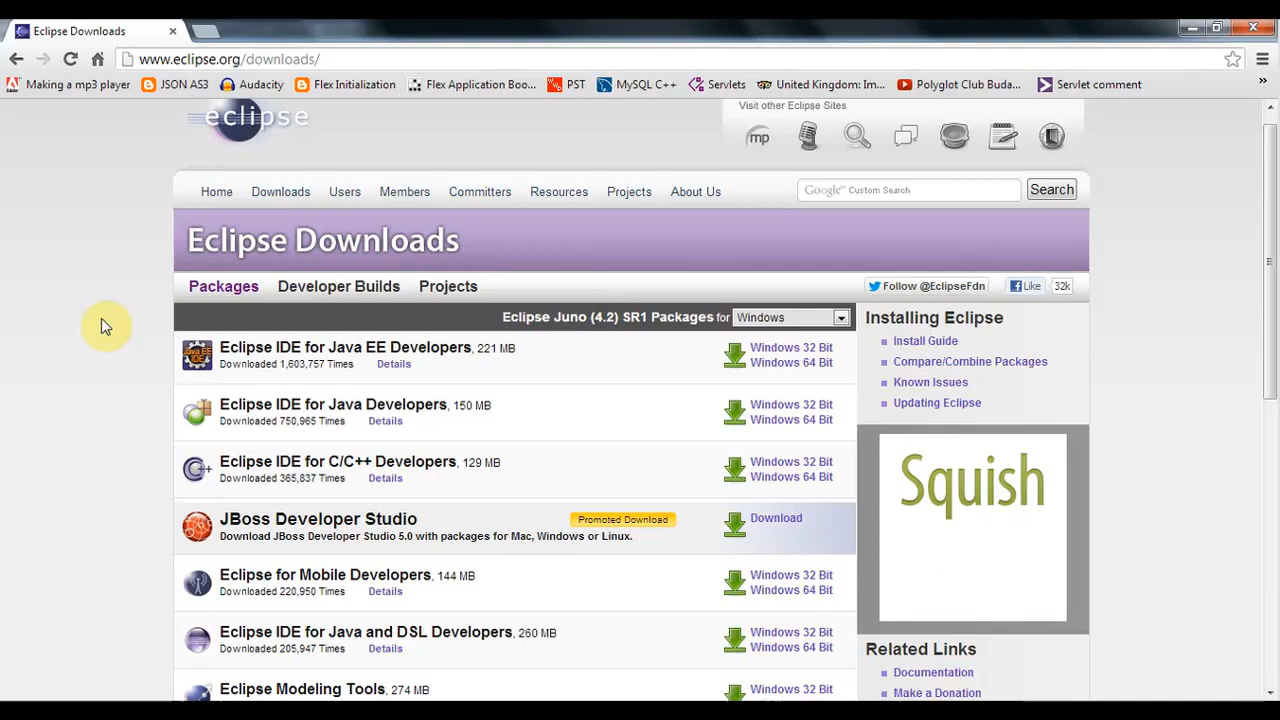 Eclipse Downloads
www.eclipse.org/downloads/
Making a mp3 player JSON AS3 Audacity Flex Initialization Flex Application Boo... PST MySQL C++ Servlets United Kingdom: Im... Polyglot Club Buda... Servlet comment
eclipse
Visit other Eclipse Sites
mp
Home Downloads Users Members Committers Resources Projects About Us
Google™ Custom Search Search
Eclipse Downloads
Packages Developer Builds Projects
Follow @EclipseFdn Like 32k
Eclipse Juno (4.2) SR1 Packages for Windows
Eclipse IDE for Java EE Developers, 221 MB
Downloaded 1,603,757 Times Details
Windows 32 Bit
Windows 64 Bit
Eclipse IDE for Java Developers, 150 MB
Downloaded 750,965 Times Details
Windows 32 Bit
Windows 64 Bit
Eclipse IDE for C/C++ Developers, 129 MB
Downloaded 365,837 Times Details
Windows 32 Bit
Windows 64 Bit
JBoss Developer Studio
Promoted Download
Download JBoss Developer Studio 5.0 with packages for Mac, Windows or Linux.
Download
Eclipse for Mobile Developers, 144 MB
Downloaded 220,950 Times Details
Windows 32 Bit
Windows 64 Bit
Eclipse IDE for Java and DSL Developers, 260 MB
Downloaded 205,947 Times Details
Windows 32 Bit
Windows 64 Bit
Eclipse Modeling Tools, 274 MB
Windows 32 Bit
Installing Eclipse
Install Guide
Compare/Combine Packages
Known Issues
Updating Eclipse
Squish
Related Links
Documentation
Make a Donation